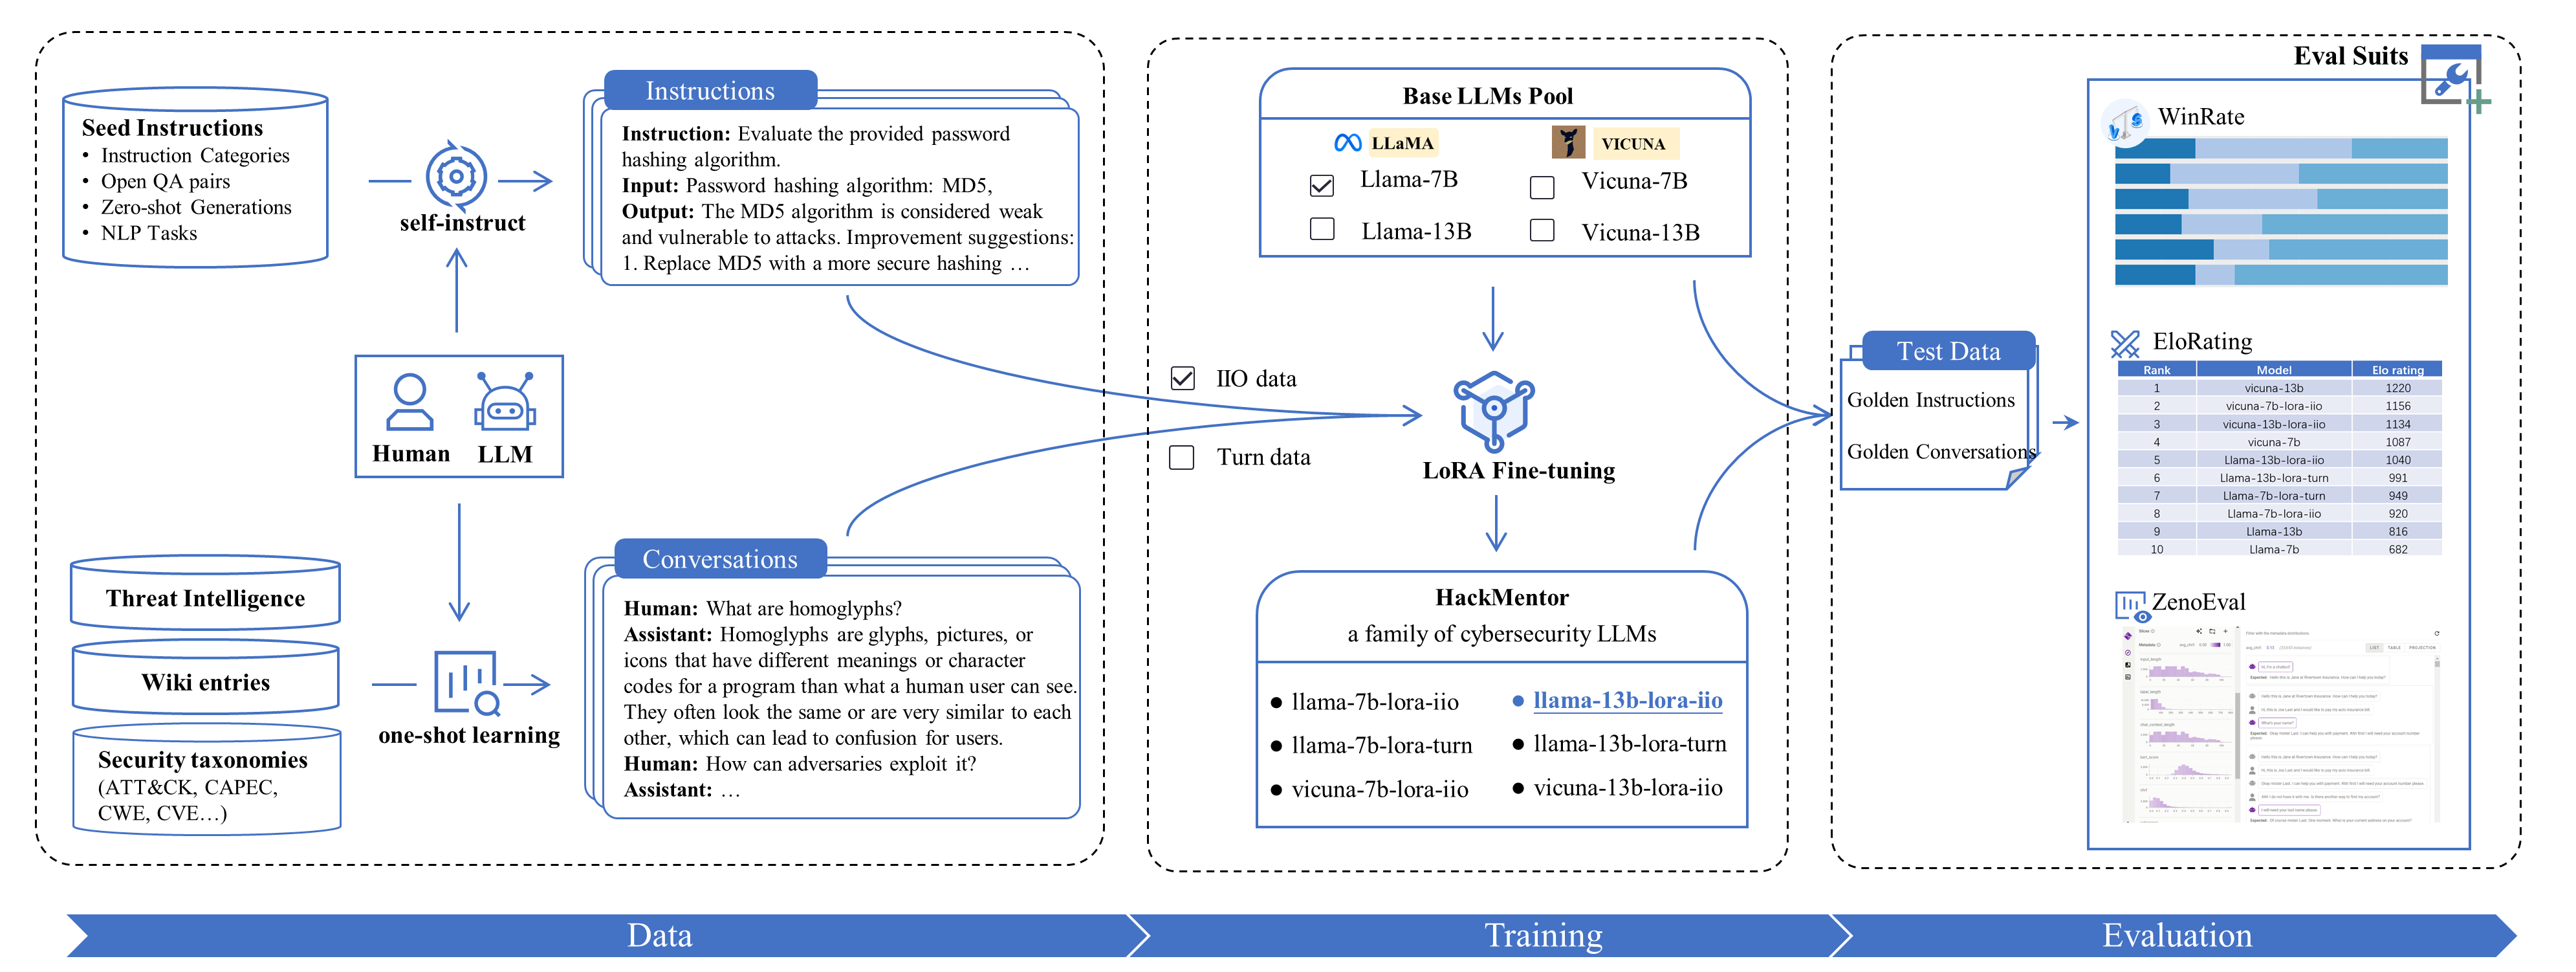 Seed Instructions
• Instruction Categories
• Open QA pairs
• Zero-shot Generations
• NLP Tasks
self-instruct
Instructions
Instruction: Evaluate the provided password
hashing algorithm.
Input: Password hashing algorithm: MD5,
Output: The MD5 algorithm is considered weak
and vulnerable to attacks. Improvement suggestions:
1. Replace MD5 with a more secure hashing …
Human
LLM
Threat Intelligence
Wiki entries
Security taxonomies
(ATT&CK, CAPEC,
CWE, CVE…)
one-shot learning
Conversations
Human: What are homoglyphs?
Assistant: Homoglyphs are glyphs, pictures, or
icons that have different meanings or character
codes for a program than what a human user can see.
They often look the same or are very similar to each
other, which can lead to confusion for users.
Human: How can adversaries exploit it?
Assistant: …
Base LLMs Pool
LLaMA
VICUNA
Llama-7B
Vicuna-7B
Llama-13B
Vicuna-13B
IIO data
Turn data
LoRA Fine-tuning
HackMentor
a family of cybersecurity LLMs
• llama-7b-lora-iio
• llama-13b-lora-iio
• llama-7b-lora-turn
• llama-13b-lora-turn
• vicuna-7b-lora-iio
• vicuna-13b-lora-iio
Test Data
Golden Instructions
Golden Conversations
Eval Suits
V S
WinRate
EloRating
Rank Model Elo rating
1 vicuna-13b 1220
2 vicuna-7b-lora-iio 1156
3 vicuna-13b-lora-iio 1134
4 vicuna-7b 1087
5 Llama-13b-lora-iio 1040
6 Llama-13b-lora-turn 991
7 Llama-7b-lora-turn 949
8 Llama-7b-lora-iio 920
9 Llama-13b 816
10 Llama-7b 682
ZenoEval
LIST TABLE PROJECTION
Data
Training
Evaluation